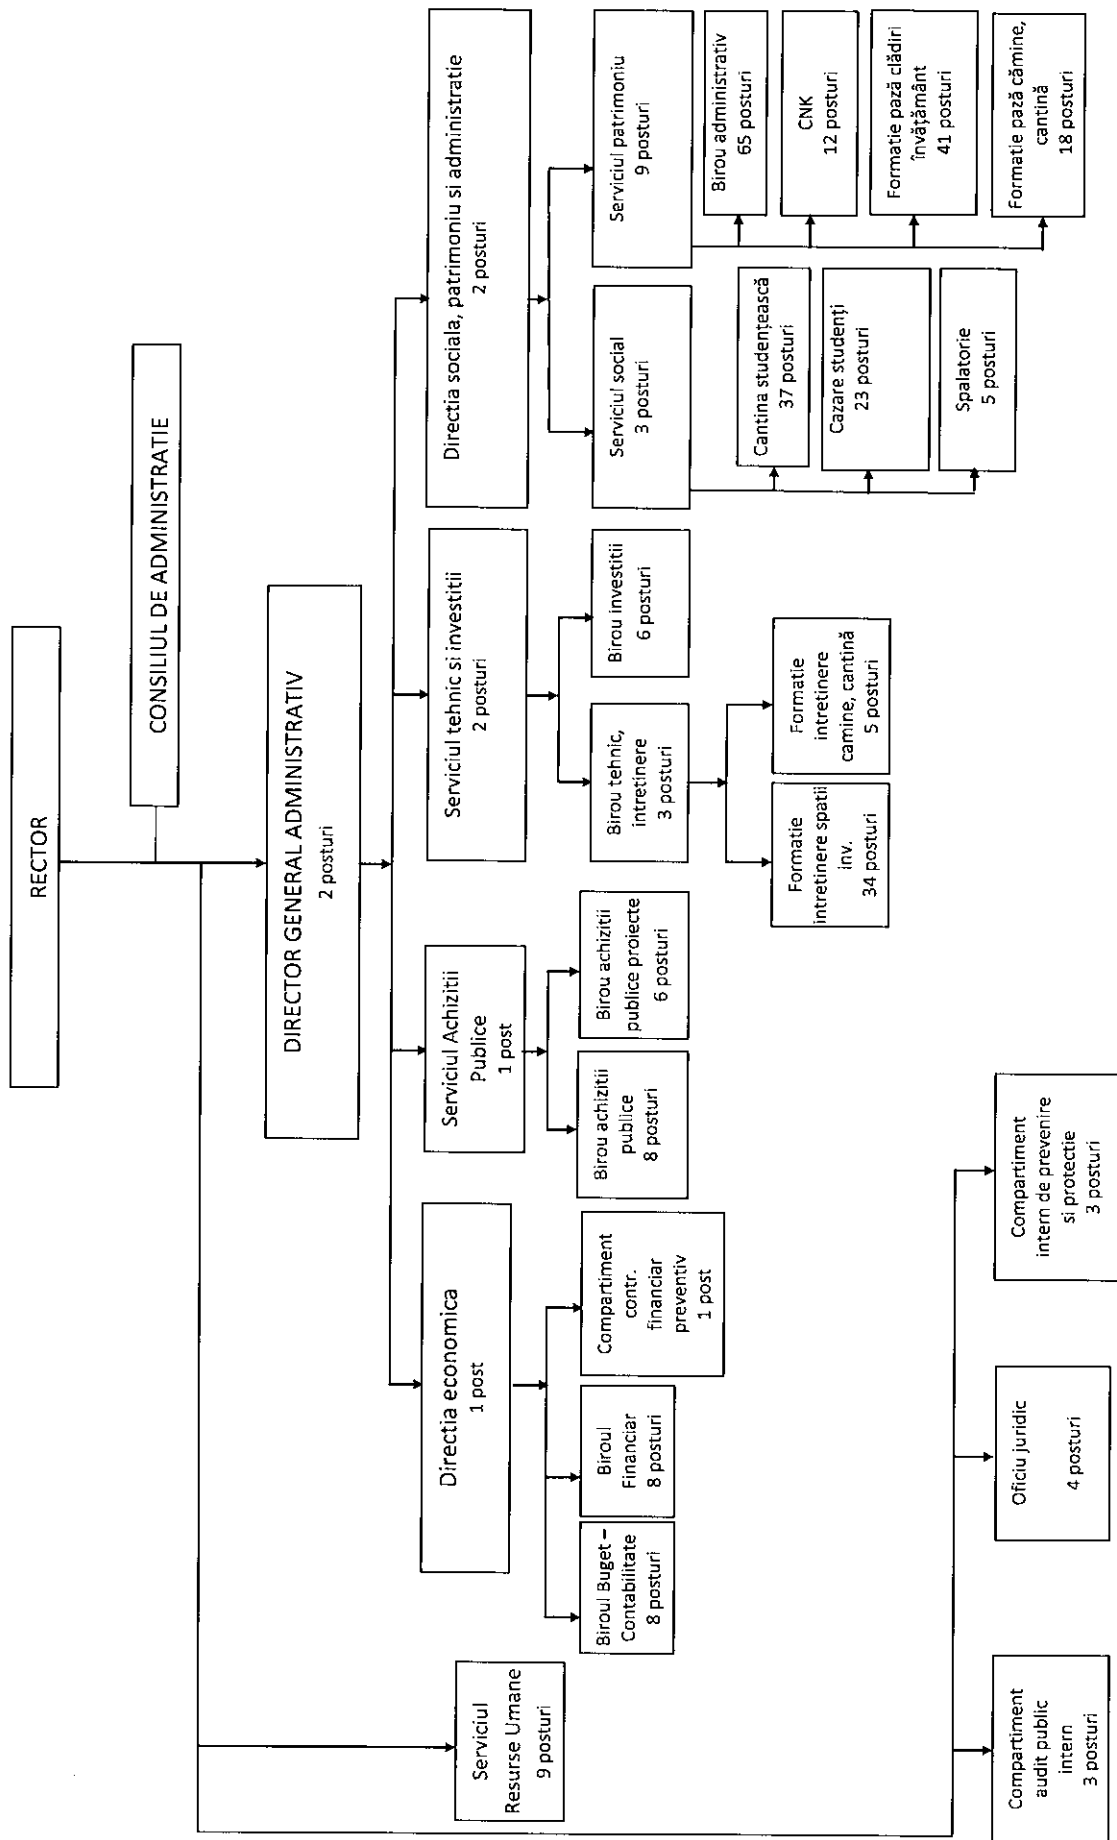 RECTOR
CONSILIUL DE ADMINISTRATIE
DIRECTOR GENERAL ADMINISTRATIV
2 posturi
Serviciul
Resurse Umane
9 posturi
Directia economica
1 post
Serviciul Achizitii
Publice
1 post
Serviciul tehnic si investitii
2 posturi
Directia sociala, patrimoniu si administratie
2 posturi
Biroul Buget –
Contabilitate
8 posturi
Biroul
Financiar
8 posturi
Compartiment
contr.
financiar
preventiv
1 post
Birou achizitii
publice
8 posturi
Birou achizitii
publice proiecte
6 posturi
Birou tehnic,
intretinere
3 posturi
Birou investitii
6 posturi
Serviciul social
3 posturi
Serviciul patrimoniu
9 posturi
Formatie
intretinere spatii
inv.
34 posturi
Formatie
intretinere
camine, cantină
5 posturi
Cantina studențească
37 posturi
Cazare studenți
23 posturi
Spalatorie
5 posturi
Birou administrativ
65 posturi
CNK
12 posturi
Formatie pază clădiri
învățământ
41 posturi
Formatie pază cămine,
cantină
18 posturi
Compartiment
audit public
intern
3 posturi
Oficiu juridic
4 posturi
Compartiment
intern de prevenire
si protectie
3 posturi